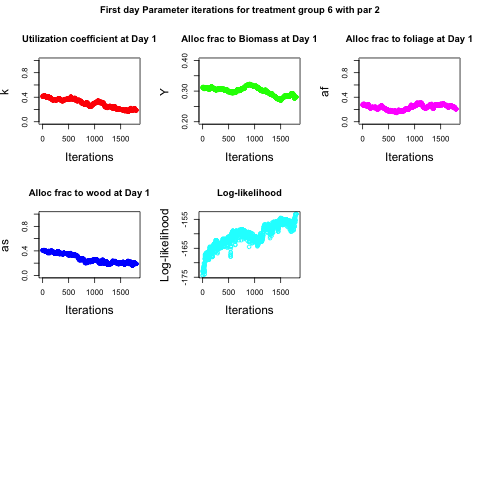 First day Parameter iterations for treatment group 6 with par 2
Utilization coefficient at Day 1
k
0.0 0.4 0.8
0 500 1000 1500
Iterations
Alloc frac to Biomass at Day 1
Y
0.20 0.30 0.40
0 500 1000 1500
Iterations
Alloc frac to foliage at Day 1
af
0.0 0.4 0.8
0 500 1000 1500
Iterations
Alloc frac to wood at Day 1
as
0.0 0.4 0.8
0 500 1000 1500
Iterations
Log-likelihood
Log-likelihood
-175 -165 -155
0 500 1000 1500
Iterations